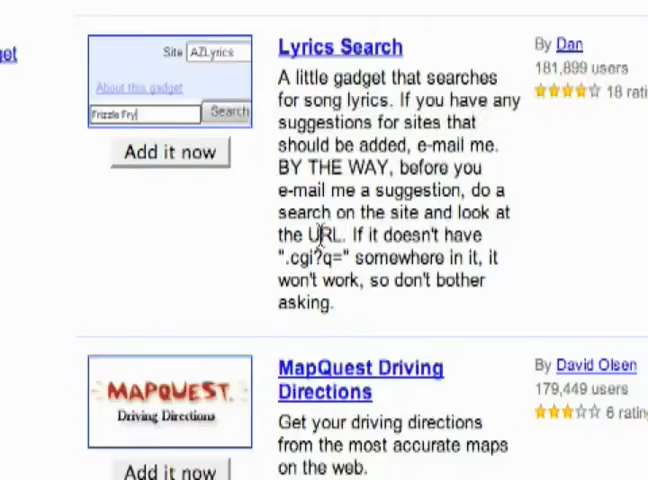 get
Site AZLyrics
About this gadget
Frizzle Fry Search
Add it now
Lyrics Search
A little gadget that searches
for song lyrics. If you have any
suggestions for sites that
should be added, e-mail me.
BY THE WAY, before you
e-mail me a suggestion, do a
search on the site and look at
the URL. If it doesn't have
".cgi?q=" somewhere in it, it
won't work, so don't bother
asking.
By Dan
181,899 users
18 rati
MAPQUEST.
Driving Directions
Add it now
MapQuest Driving
Directions
Get your driving directions
from the most accurate maps
on the web.
By David Olsen
179,449 users
6 rating